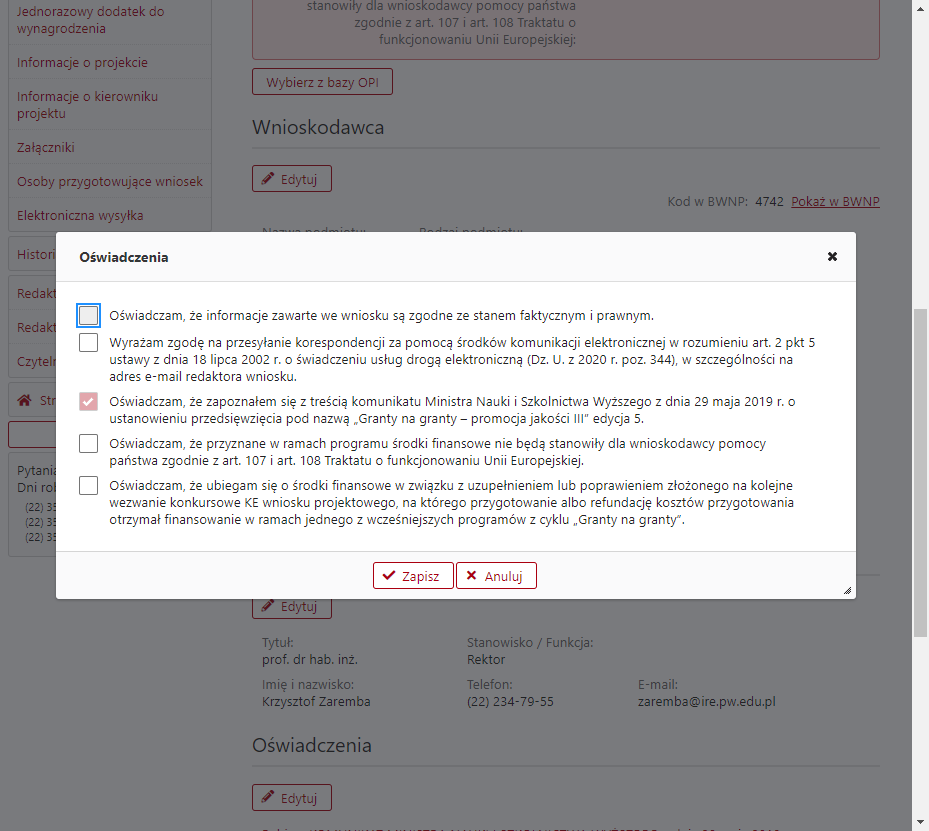 Jednorazowy dodatek do
wynagrodzenia
Informacje o projekcie
Informacje o kierowniku
projektu
Załączniki
Osoby przygotowujące wniosek
Elektroniczna wysyłka
stanowiły dla wnioskodawcy pomocy państwa
zgodnie z art. 107 i art. 108 Traktatu o
funkcjonowaniu Unii Europejskiej:
Wybierz z bazy OPI
Wnioskodawca
Edytuj
Kod w BWNP: 4742 Pokaż w BWNP
Nazwa podmiotu: Rodzaj podmiotu:
Histori
Redakt
Redakt
Czyteln
Str
Pytania
Dni rob
(22) 35
(22) 35
(22) 35
Oświadczenia
Oświadczam, że informacje zawarte we wniosku są zgodne ze stanem faktycznym i prawnym.
Wyrażam zgodę na przesyłanie korespondencji za pomocą środków komunikacji elektronicznej w rozumieniu art. 2 pkt 5
ustawy z dnia 18 lipca 2002 r. o świadczeniu usług drogą elektroniczną (Dz. U. z 2020 r. poz. 344), w szczególności na
adres e-mail redaktora wniosku.
Oświadczam, że zapoznałem się z treścią komunikatu Ministra Nauki i Szkolnictwa Wyższego z dnia 29 maja 2019 r. o
ustanowieniu przedsięwzięcia pod nazwą „Granty na granty – promocja jakości III” edycja 5.
Oświadczam, że przyznane w ramach programu środki finansowe nie będą stanowiły dla wnioskodawcy pomocy
państwa zgodnie z art. 107 i art. 108 Traktatu o funkcjonowaniu Unii Europejskiej.
Oświadczam, że ubiegam się o środki finansowe w związku z uzupełnieniem lub poprawieniem złożonego na kolejne
wezwanie konkursowe KE wniosku projektowego, na którego przygotowanie albo refundację kosztów przygotowania
otrzymał finansowanie w ramach jednego z wcześniejszych programów z cyklu „Granty na granty”.
Zapisz
Anuluj
Edytuj
Tytuł: Stanowisko / Funkcja:
prof. dr hab. inż. Rektor
Imię i nazwisko: Telefon: E-mail:
Krzysztof Zaremba (22) 234-79-55 zaremba@ire.pw.edu.pl
Oświadczenia
Edytuj